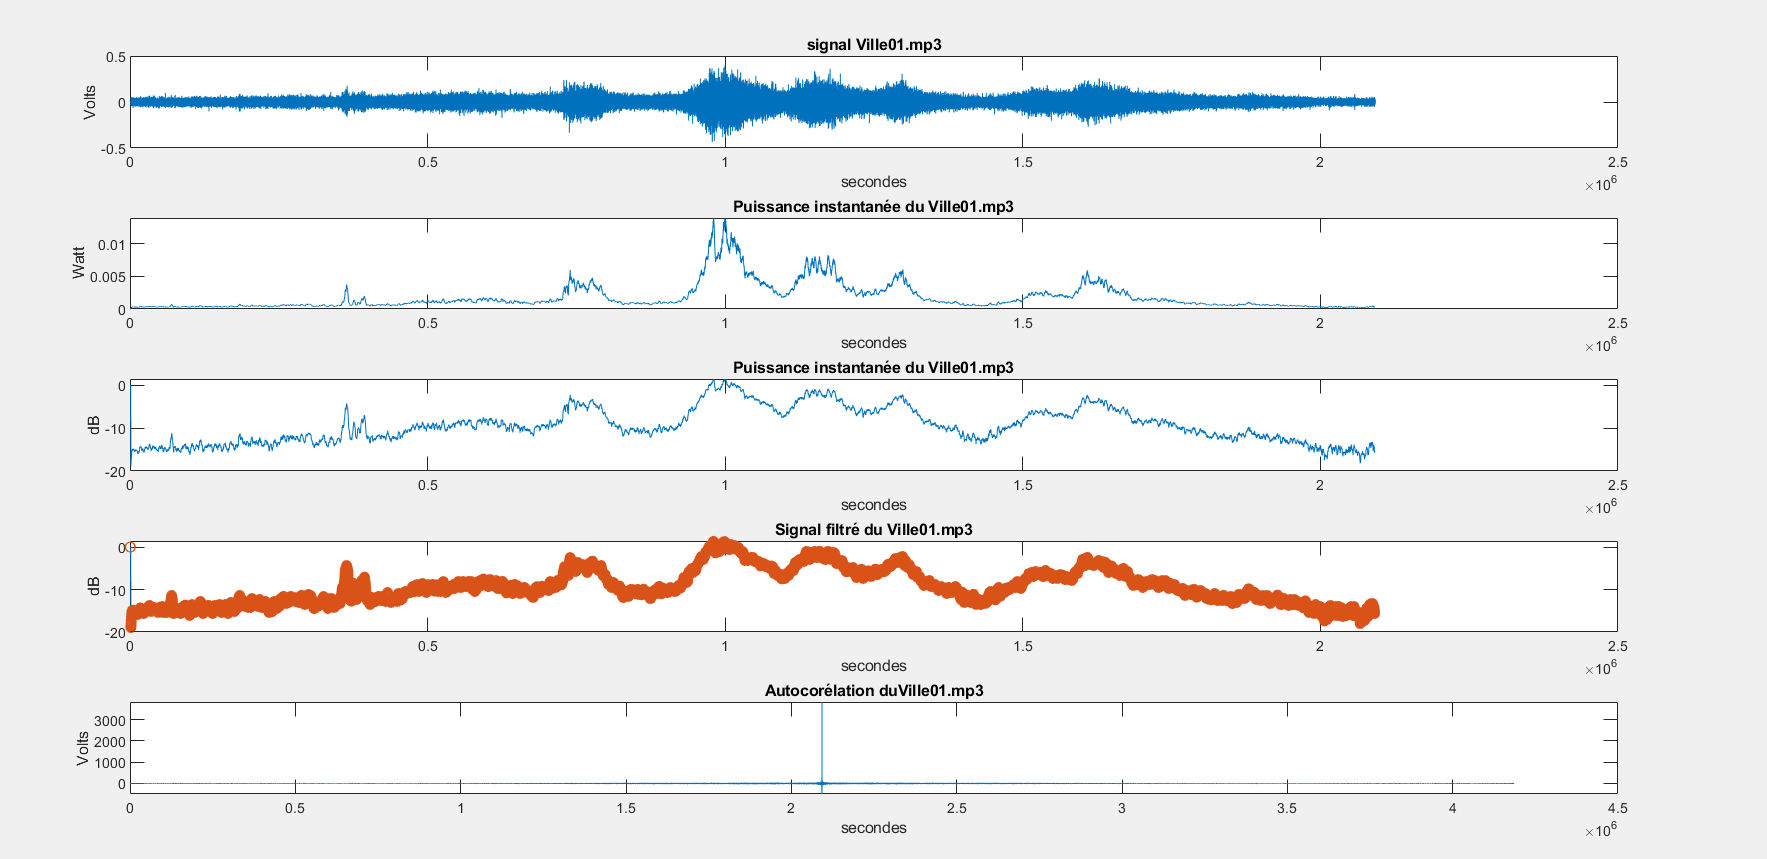 signal Ville01.mp3
0.5
0
-0.5
Volts
0 0.5 1 1.5 2 2.5
secondes
×10^6
Puissance instantanée du Ville01.mp3
0.01
0.005
0
Watt
0 0.5 1 1.5 2 2.5
secondes
×10^6
Puissance instantanée du Ville01.mp3
0
-10
-20
dB
0 0.5 1 1.5 2 2.5
secondes
×10^6
Signal filtré du Ville01.mp3
0
-10
-20
dB
0 0.5 1 1.5 2 2.5
secondes
×10^6
Autocorélation duVille01.mp3
3000
2000
1000
0
Volts
0 0.5 1 1.5 2 2.5 3 3.5 4 4.5
secondes
×10^6